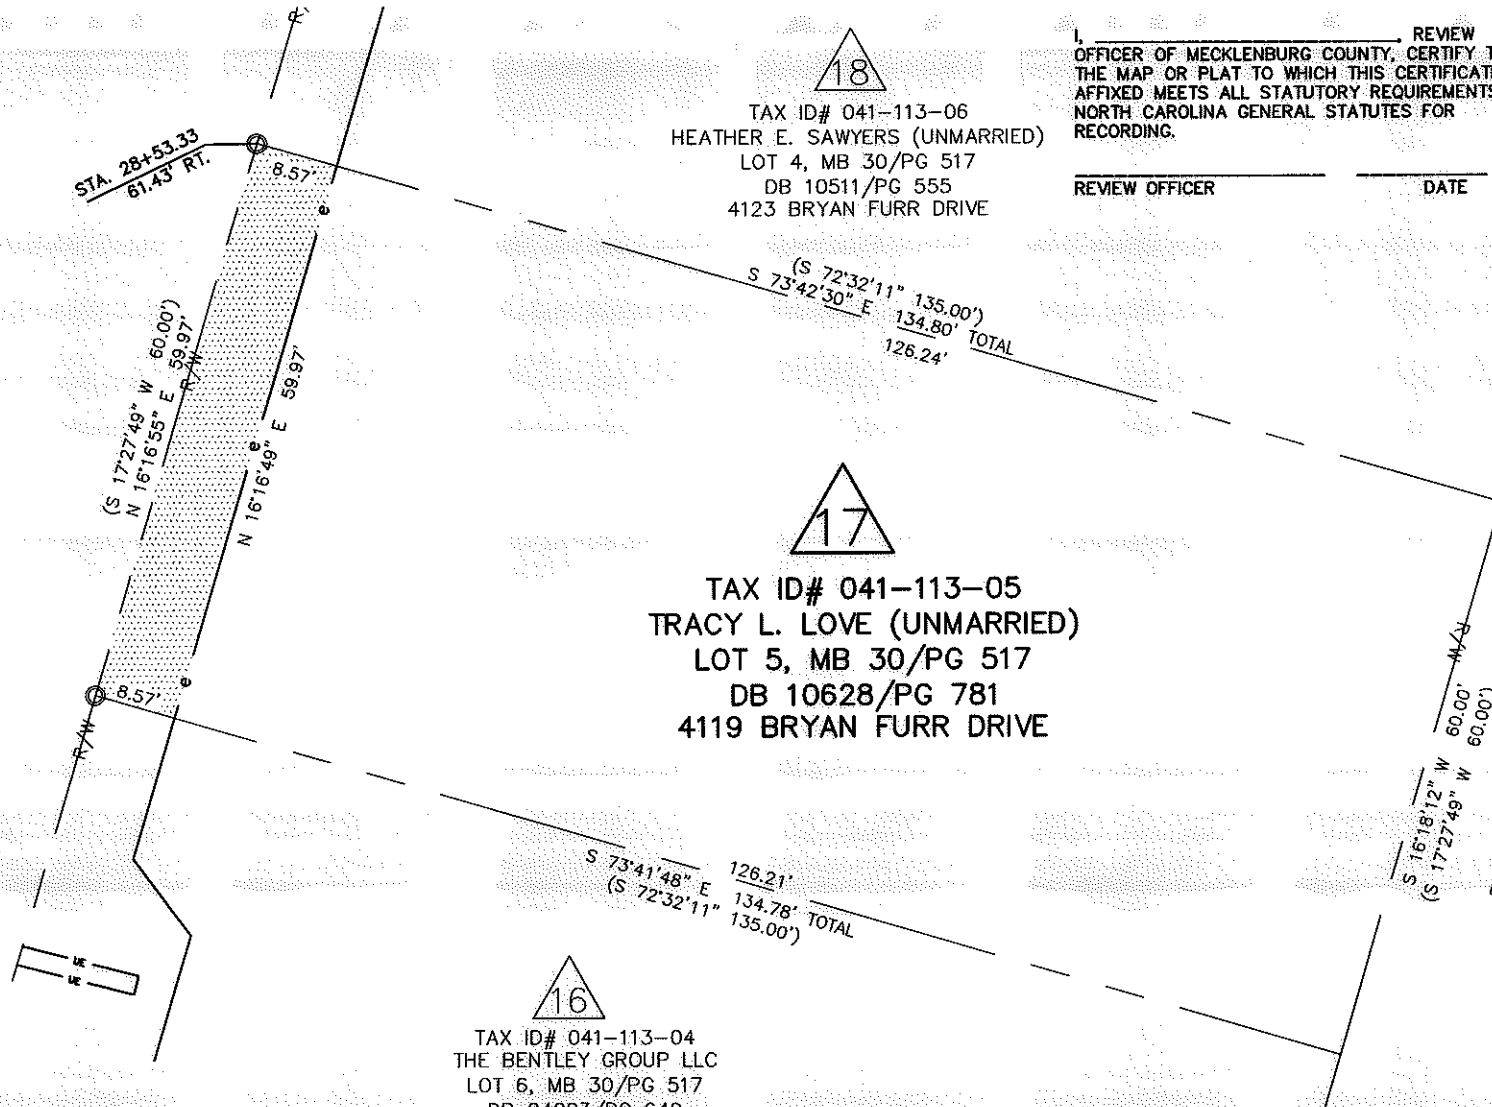 18
TAX ID# 041-113-06
HEATHER E. SAWYERS (UNMARRIED)
LOT 4, MB 30/PG 517
DB 10511/PG 555
4123 BRYAN FURR DRIVE
I, ______________ REVIEW
OFFICER OF MECKLENBURG COUNTY, CERTIFY
THE MAP OR PLAT TO WHICH THIS
AFFIXED MEETS ALL STATUTORY REQUIREMENTS
NORTH CAROLINA GENERAL STATUTES FOR
RECORDING.
REVIEW OFFICER DATE
STA. 28+53.33
61.43' RT.
8.57'
e
(S 72°32'11" 135.00')
S 73°42'30" E 134.80' TOTAL
126.24'
(S 17°27'49" W 60.00')
N 16°16'55" E 59.97'
R/W
e
N 16°16'49" E 59.97'
17
TAX ID# 041-113-05
TRACY L. LOVE (UNMARRIED)
LOT 5, MB 30/PG 517
DB 10628/PG 781
4119 BRYAN FURR DRIVE
8.57'
e
R/W
R/W
S 16°18'12" W 60.00'
(S 17°27'49" W 60.00')
126.21'
S 73°41'48" E 134.78' TOTAL
(S 72°32'11" 135.00')
UE
UE
16
TAX ID# 041-113-04
THE BENTLEY GROUP LLC
LOT 6, MB 30/PG 517